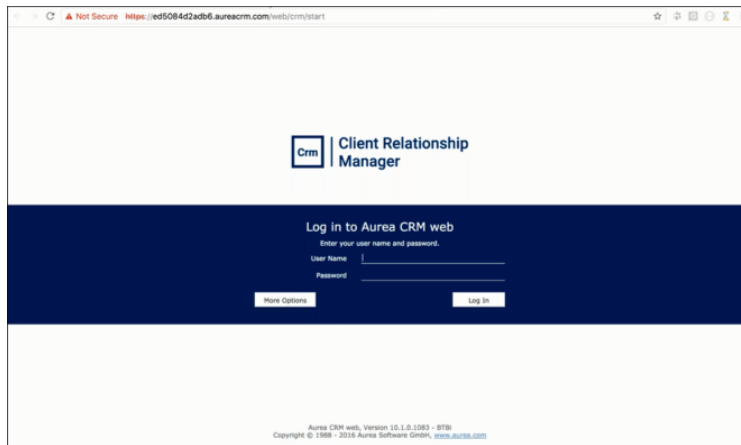 Not Secure https://ed5084d2adb6.aureacrm.com/web/crm/start
Crm
Client Relationship
Manager
Log in to Aurea CRM web
Enter your user name and password.
User Name
Password
More Options
Log In
Aurea CRM web, Version 10.1.0.1083 - BTBI
Copyright © 1988 - 2016 Aurea Software GmbH, www.aurea.com